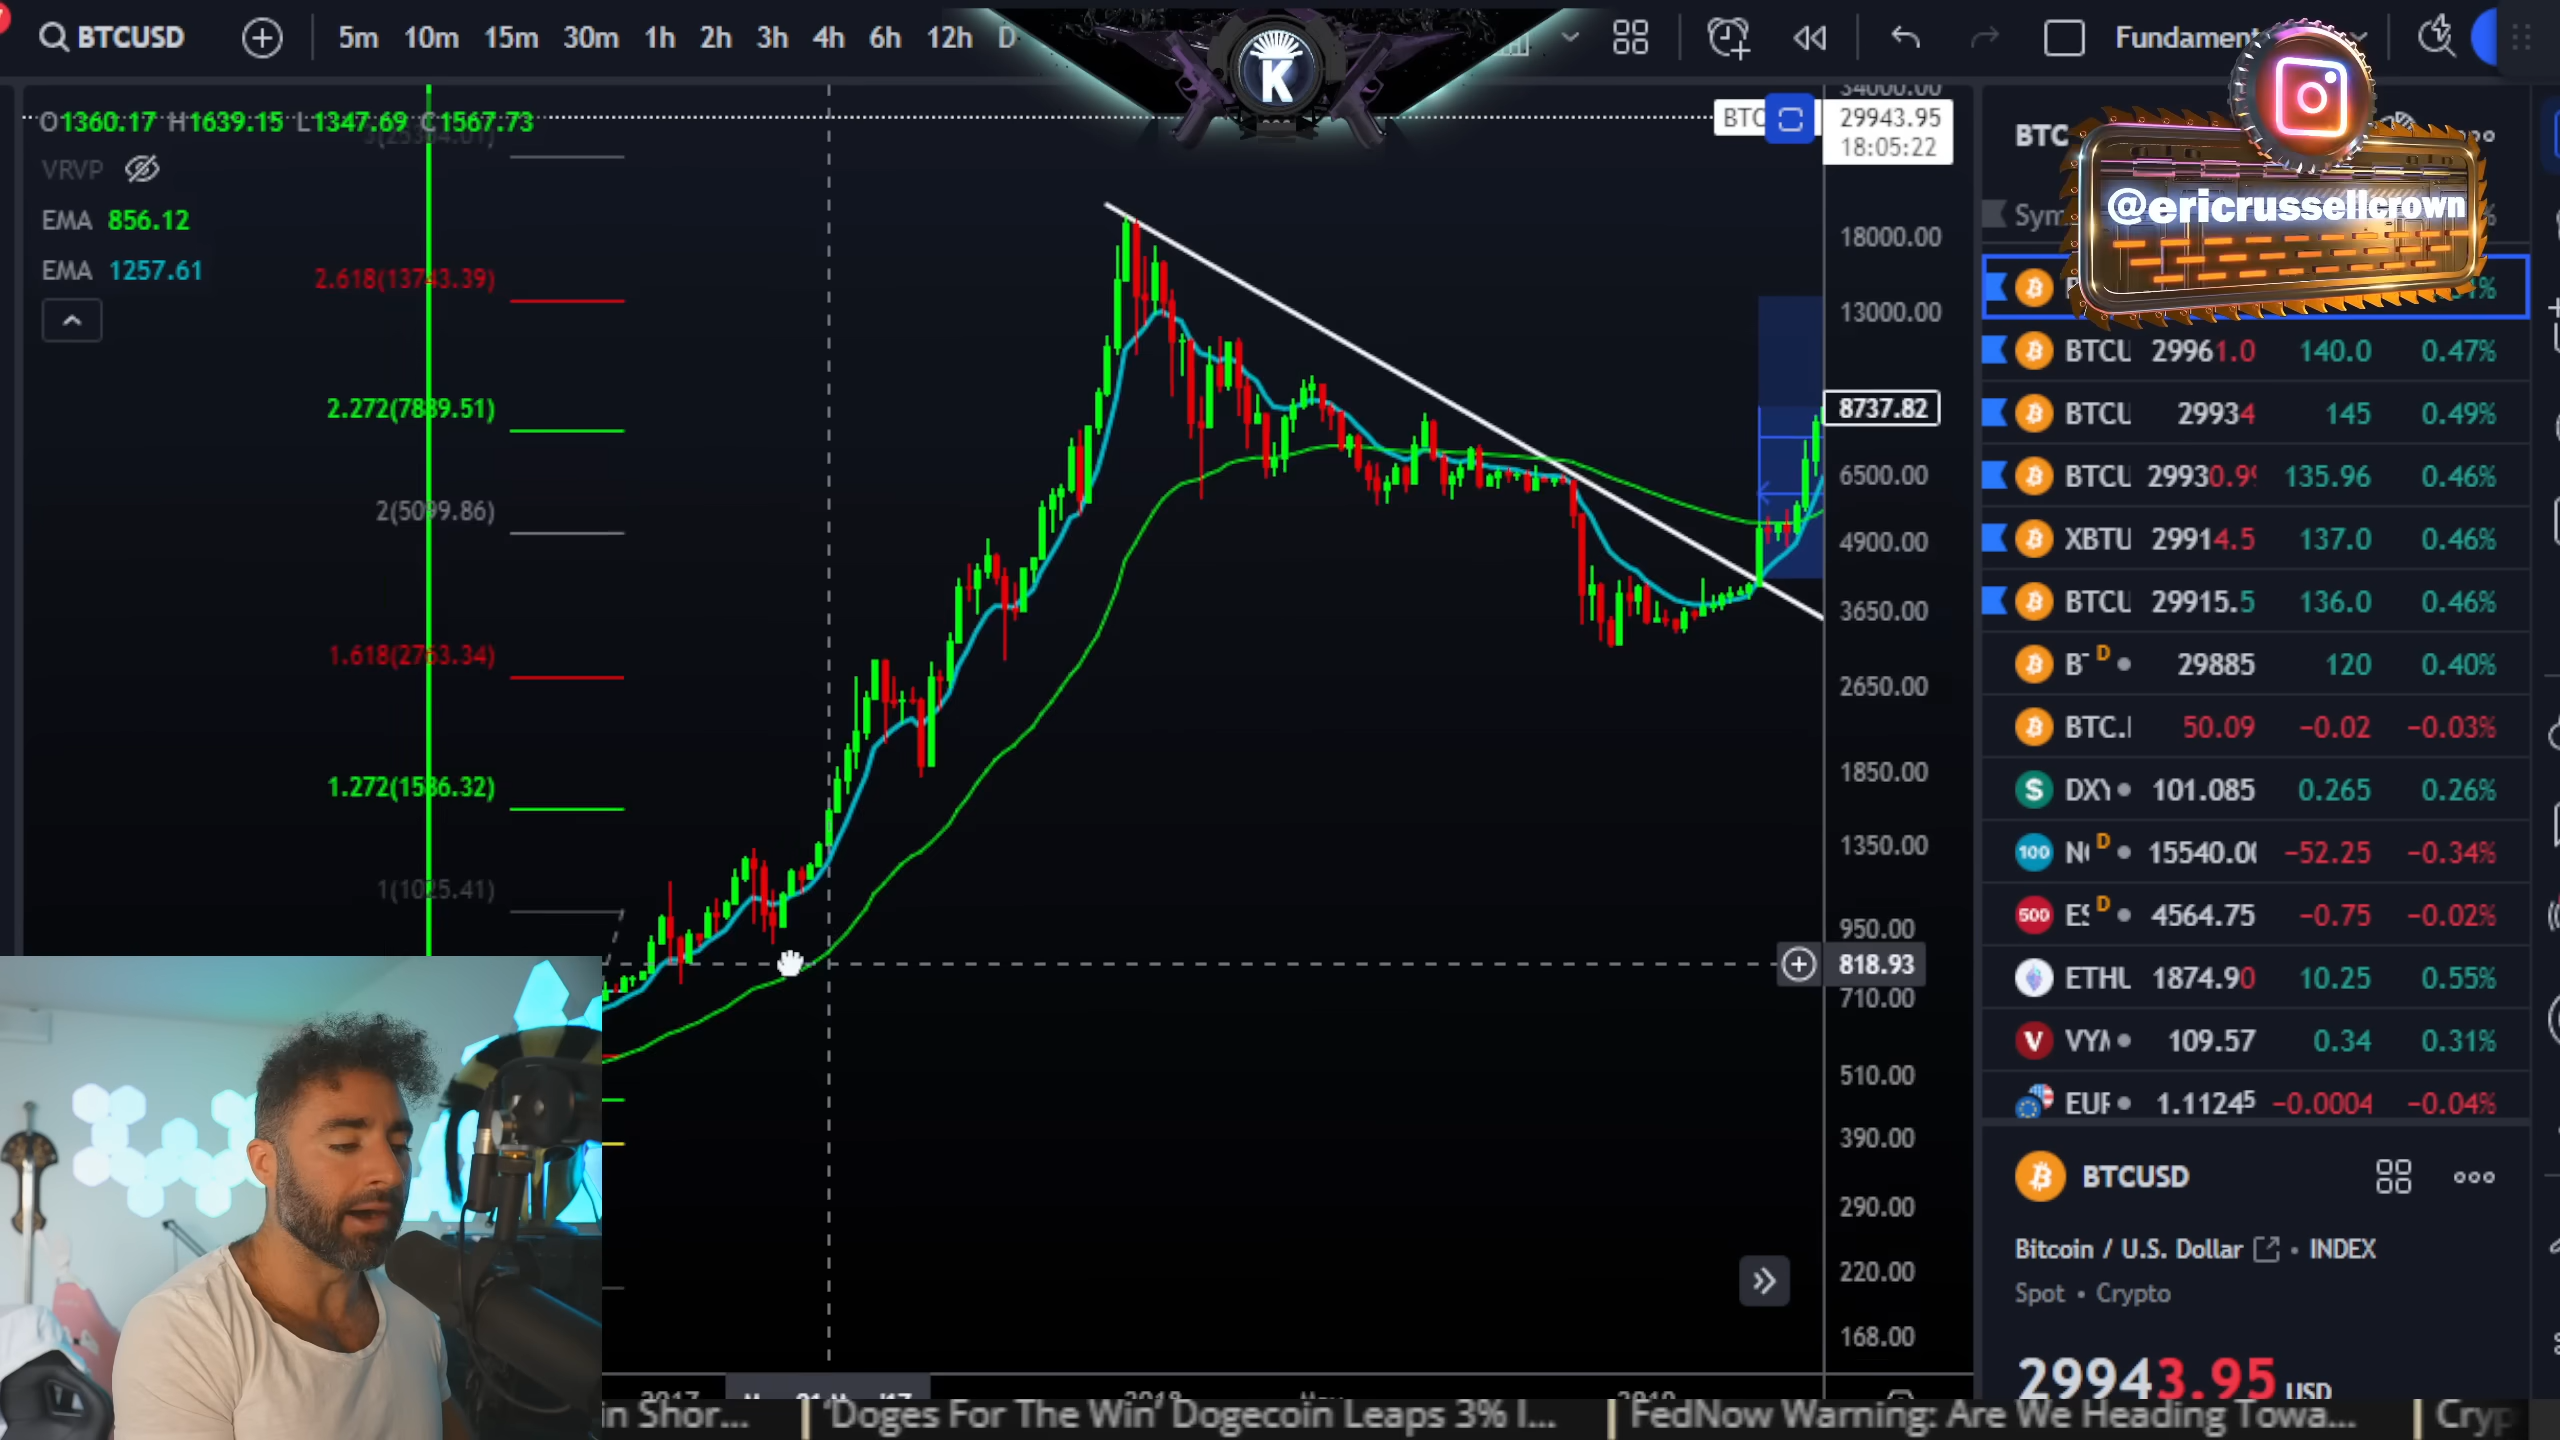 BTCUSD 5m 10m 15m 30m 1h 2h 3h 4h 6h 12h D
K
Fundament
O1360.17 H1639.15 L1347.69 C1567.73
VRVP
EMA 856.12
EMA 1257.61
2.618(13743.39)
2.272(7889.51)
2(5099.86)
1.618(2763.34)
1.272(1586.32)
1(1025.41)
BTC
34000.00
29943.95
18:05:22
18000.00
13000.00
8737.82
6500.00
4900.00
3650.00
2650.00
1850.00
1350.00
950.00
818.93
710.00
510.00
390.00
290.00
220.00
168.00
2017
2018
2019
BTC
@ericrussellcrown
Sym
BTCU 29961.0 140.0 0.47%
BTCU 29934 145 0.49%
BTCU 29930.99 135.96 0.46%
XBTU 29914.5 137.0 0.46%
BTCU 29915.5 136.0 0.46%
B D 29885 120 0.40%
BTC.I 50.09 −0.02 −0.03%
S DXY 101.085 0.265 0.26%
100 D 15540.00 −52.25 −0.34%
500 ES D 4564.75 −0.75 −0.02%
ETHU 1874.90 10.25 0.55%
V VYM 109.57 0.34 0.31%
EUR 1.11245 −0.0004 −0.04%
BTCUSD
Bitcoin / U.S. Dollar • INDEX
Spot • Crypto
29943.95 USD
in Shor... 'Doges For The Win' Dogecoin Leaps 3% I... FedNow Warning: Are We Heading Towa... Cryp